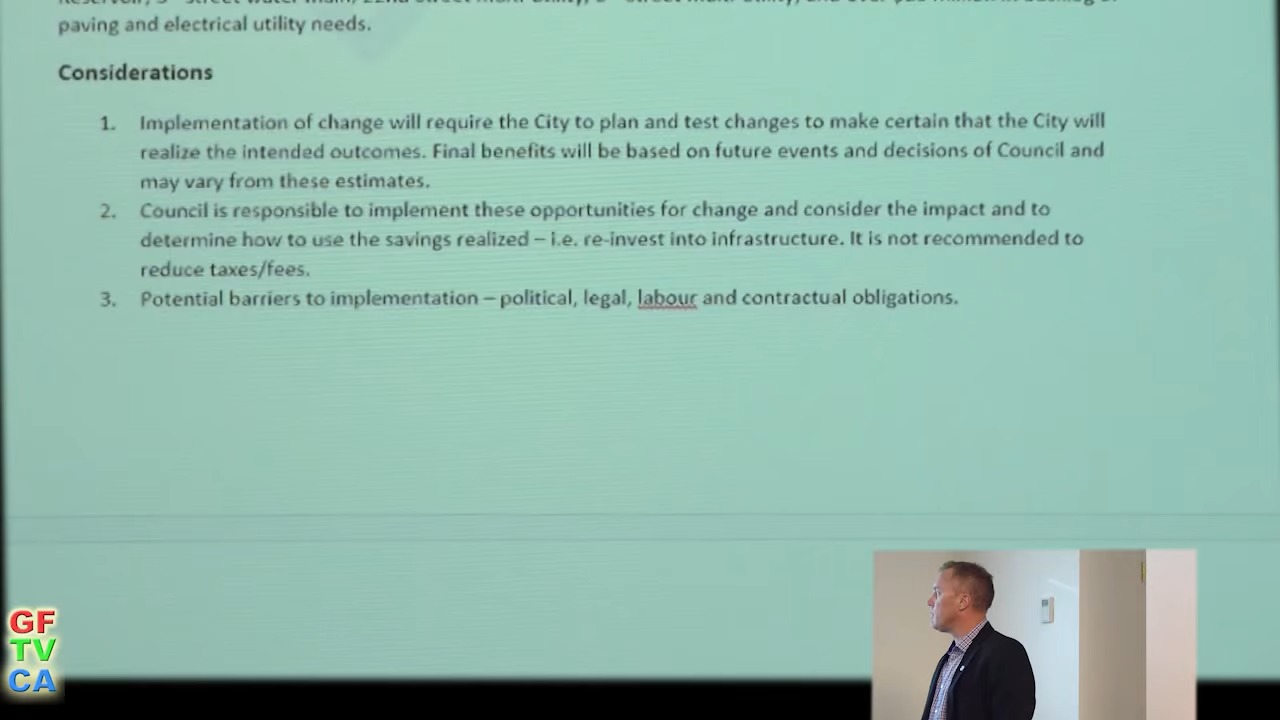 paving and electrical utility needs.
Considerations
1. Implementation of change will require the City to plan and test changes to make certain that the City will
realize the intended outcomes. Final benefits will be based on future events and decisions of Council and
may vary from these estimates.
2. Council is responsible to implement these opportunities for change and consider the impact and to
determine how to use the savings realized – i.e. re-invest into infrastructure. It is not recommended to
reduce taxes/fees.
3. Potential barriers to implementation – political, legal, labour and contractual obligations.
GF
TV
CA